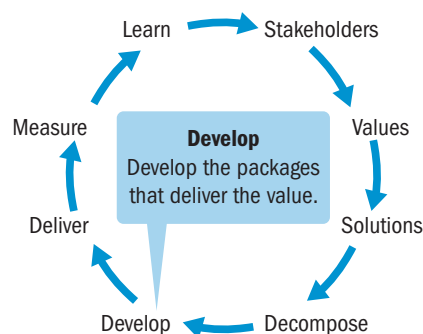 Learn
Stakeholders
Measure
Values
Develop
Develop the packages
that deliver the value.
Deliver
Solutions
Develop
Decompose